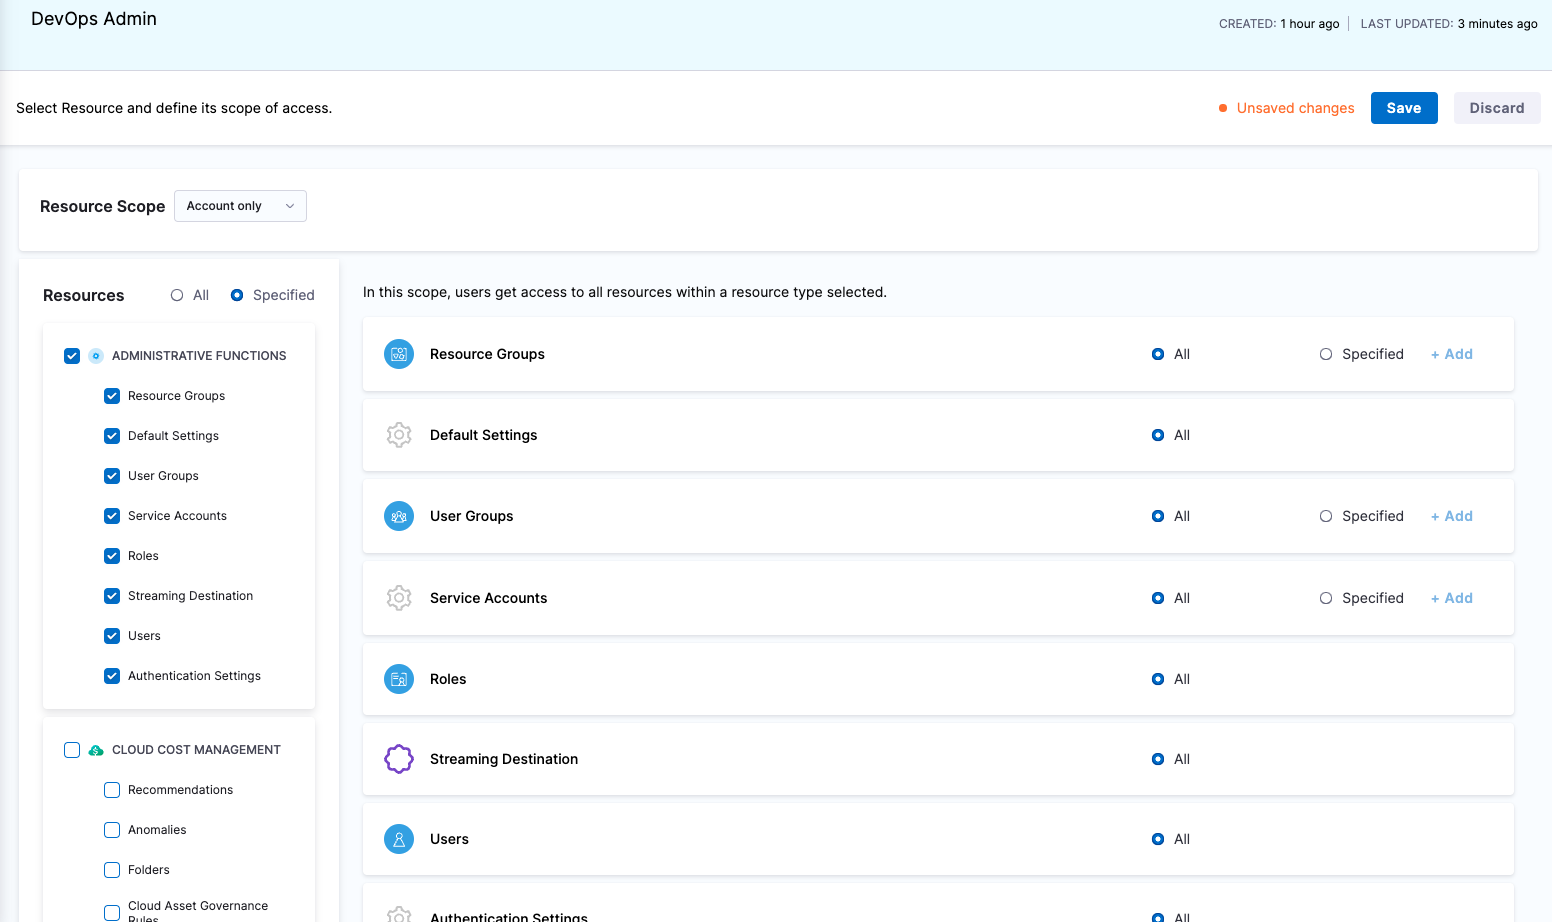 DevOps Admin
CREATED: 1 hour ago
LAST UPDATED: 3 minutes ago
Select Resource and define its scope of access.
Unsaved changes
Save
Discard
Resource Scope
Account only
Resources
All
Specified
ADMINISTRATIVE FUNCTIONS
Resource Groups
Default Settings
User Groups
Service Accounts
Roles
Streaming Destination
Users
Authentication Settings
CLOUD COST MANAGEMENT
Recommendations
Anomalies
Folders
Cloud Asset Governance
Rules
In this scope, users get access to all resources within a resource type selected.
Resource Groups
All
Specified
+ Add
Default Settings
All
User Groups
All
Specified
+ Add
Service Accounts
All
Specified
+ Add
Roles
All
Streaming Destination
All
Users
All
Authentication Settings
All